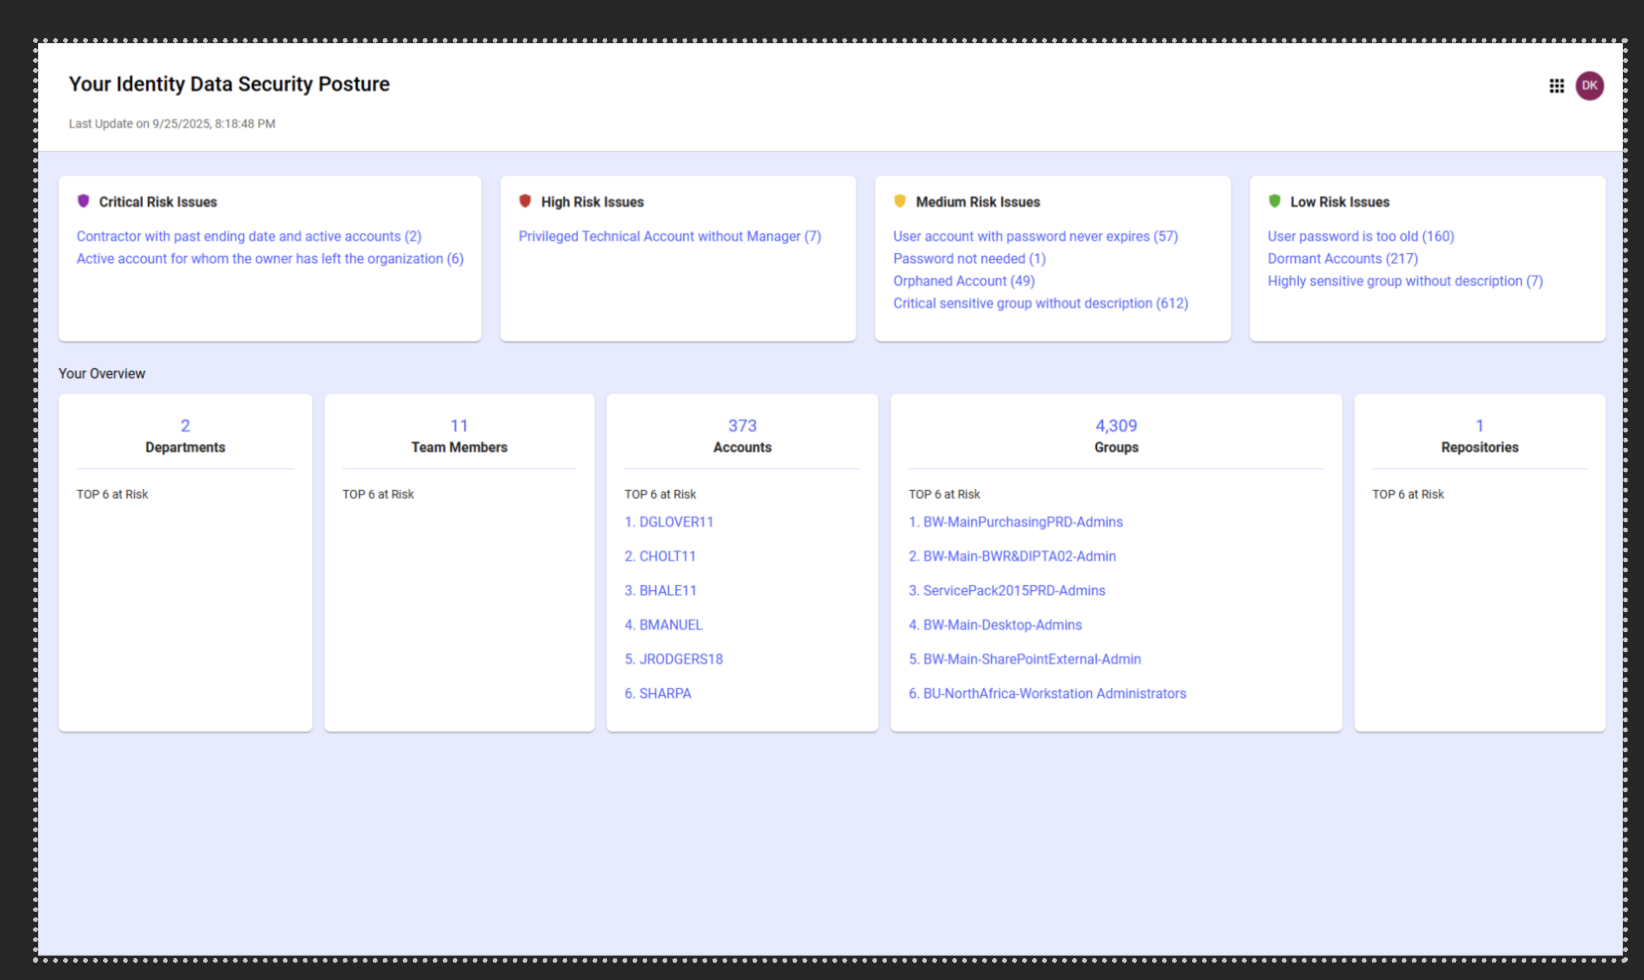 Your Identity Data Security Posture
DK
Last Update on 9/25/2025, 8:18:48 PM
Critical Risk Issues
Contractor with past ending date and active accounts (2)
Active account for whom the owner has left the organization (6)
High Risk Issues
Privileged Technical Account without Manager (7)
Medium Risk Issues
User account with password never expires (57)
Password not needed (1)
Orphaned Account (49)
Critical sensitive group without description (612)
Low Risk Issues
User password is too old (160)
Dormant Accounts (217)
Highly sensitive group without description (7)
Your Overview
2
Departments
TOP 6 at Risk
11
Team Members
TOP 6 at Risk
373
Accounts
TOP 6 at Risk
1. DGLOVER11
2. CHOLT11
3. BHALE11
4. BMANUEL
5. JRODGERS18
6. SHARPA
4,309
Groups
TOP 6 at Risk
1. BW-MainPurchasingPRD-Admins
2. BW-Main-BWR&DIPTA02-Admin
3. ServicePack2015PRD-Admins
4. BW-Main-Desktop-Admins
5. BW-Main-SharePointExternal-Admin
6. BU-NorthAfrica-Workstation Administrators
1
Repositories
TOP 6 at Risk